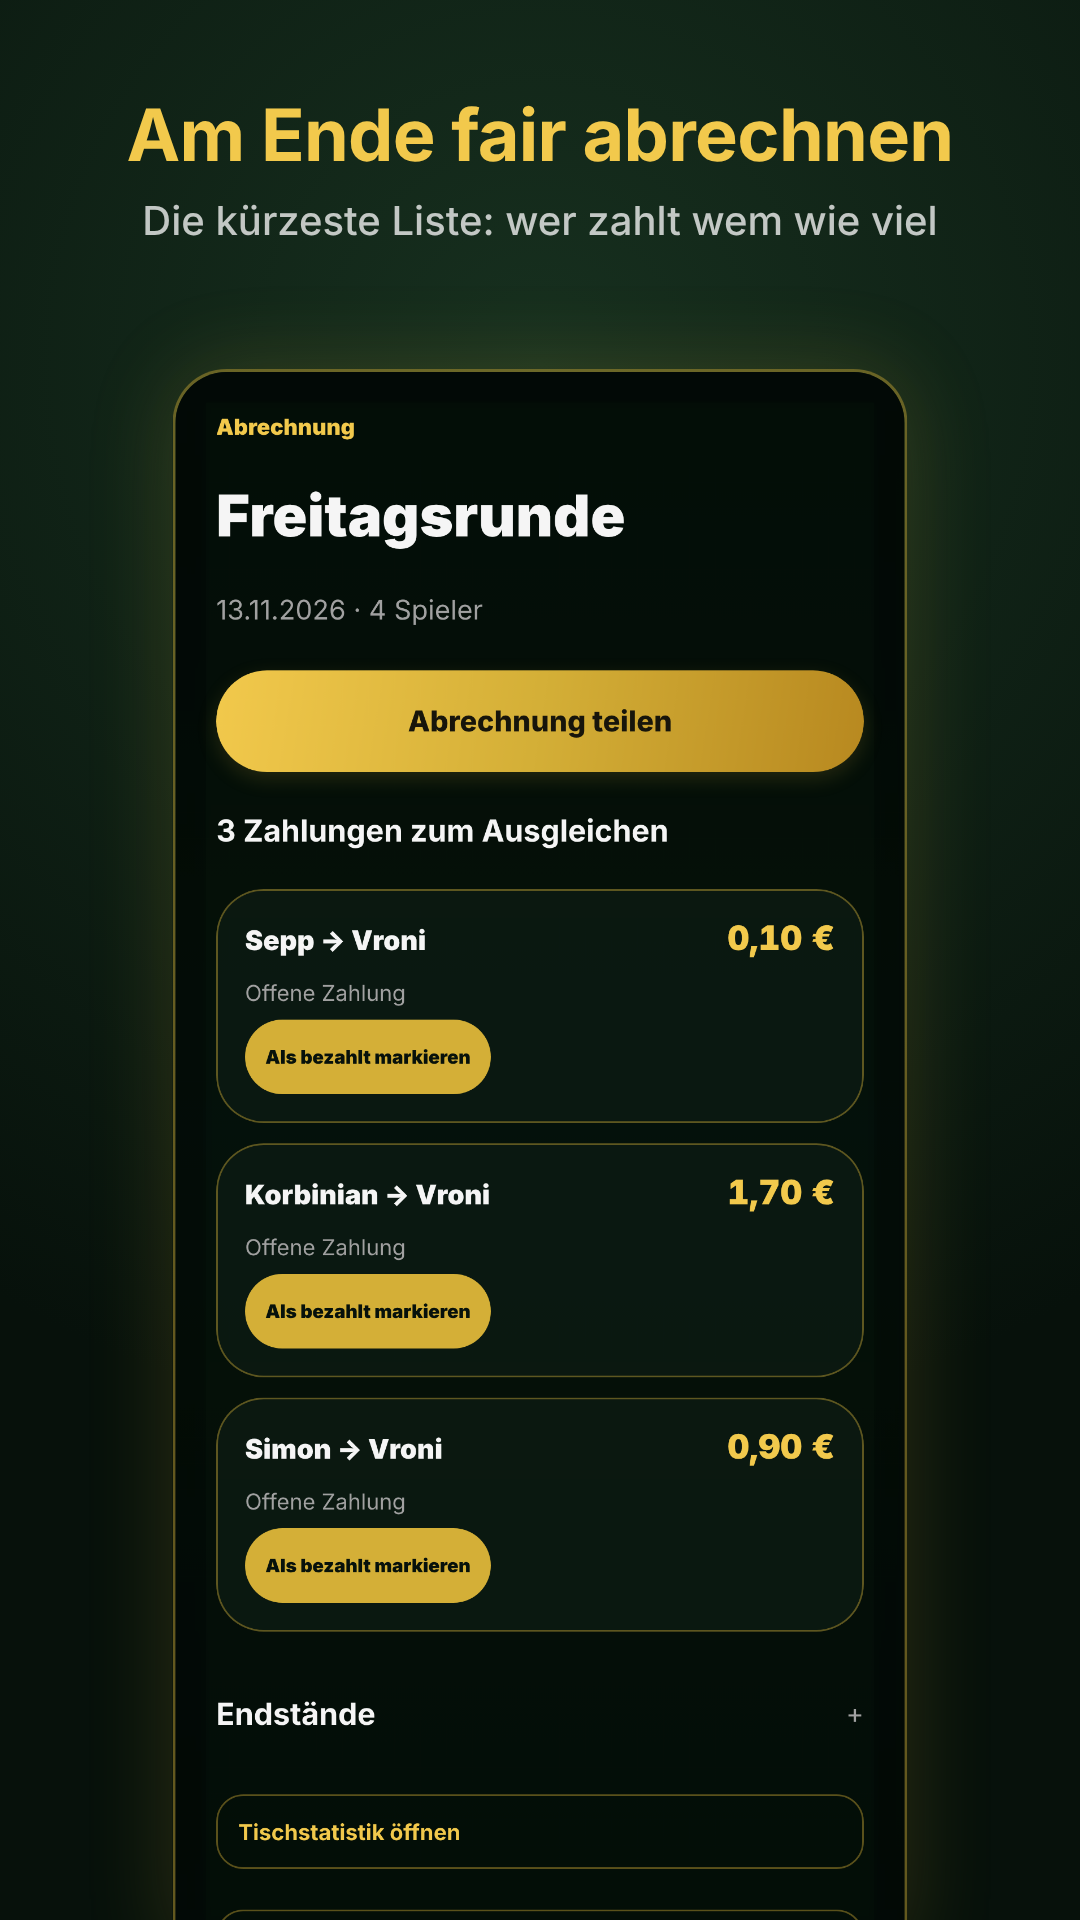 Am Ende fair abrechnen
Die kürzeste Liste: wer zahlt wem wie viel
Abrechnung
Freitagsrunde
13.11.2026 · 4 Spieler
Abrechnung teilen
3 Zahlungen zum Ausgleichen
Sepp → Vroni 0,10 €
Offene Zahlung
Als bezahlt markieren
Korbinian → Vroni 1,70 €
Offene Zahlung
Als bezahlt markieren
Simon → Vroni 0,90 €
Offene Zahlung
Als bezahlt markieren
Endstände +
Tischstatistik öffnen